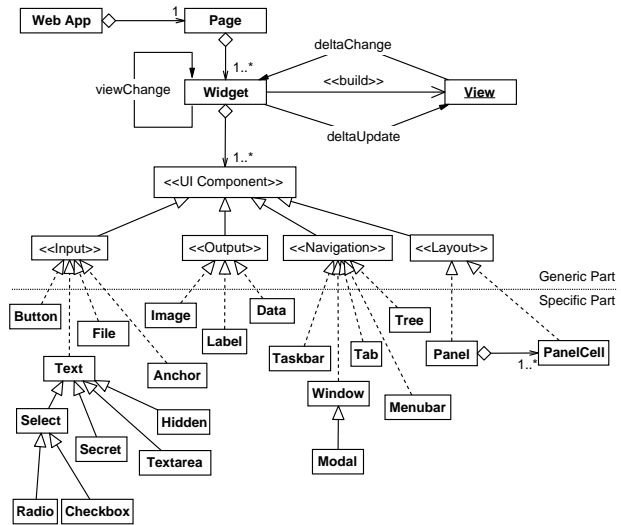 Web App
1
Page
1..*
deltaChange
viewChange
Widget
<<build>>
View
deltaUpdate
1..*
<<UI Component>>
<<Input>>
<<Output>>
<<Navigation>>
<<Layout>>
Generic Part
Specific Part
Button
File
Image
Label
Data
Tree
Taskbar
Tab
Panel
1..*
PanelCell
Text
Anchor
Window
Menubar
Select
Hidden
Secret
Textarea
Modal
Radio
Checkbox